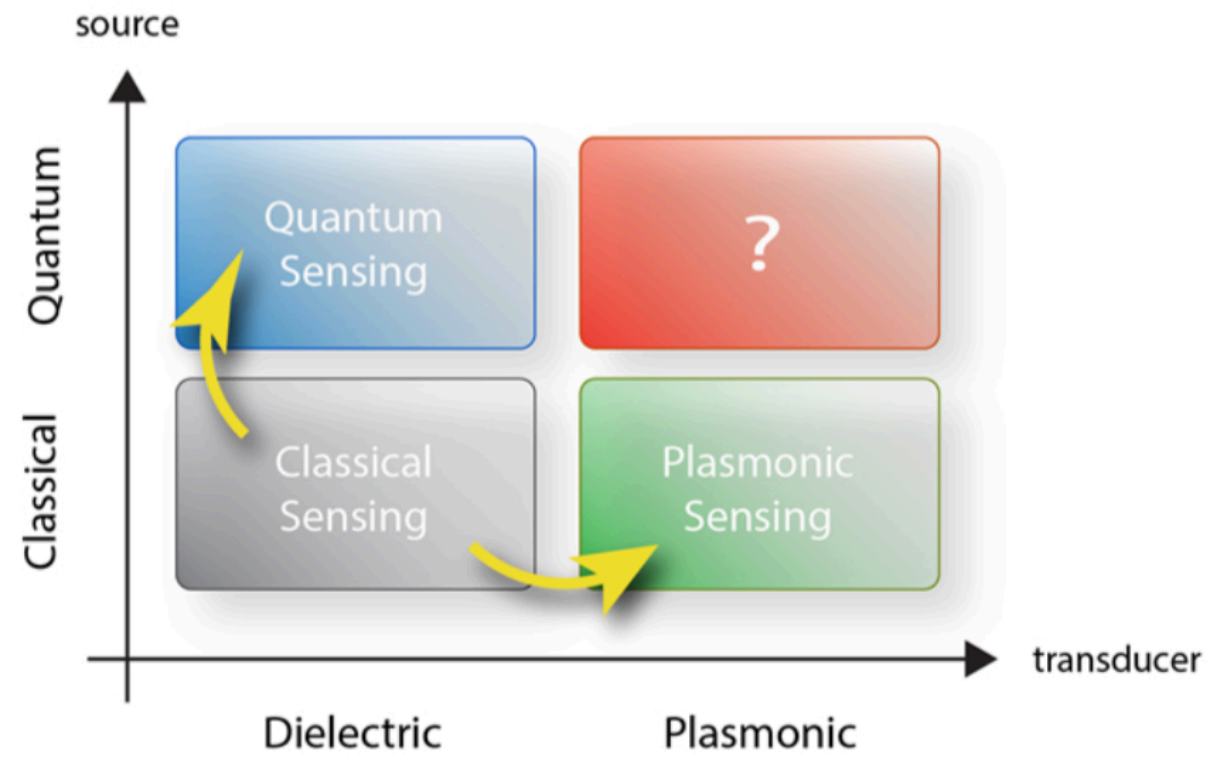 source
Quantum
Quantum
Sensing
?
Classical
Classical
Sensing
Plasmonic
Sensing
transducer
Dielectric
Plasmonic